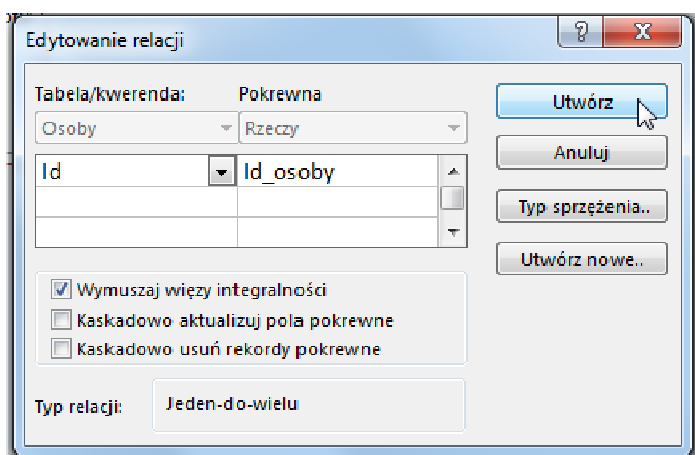 Edytowanie relacji
Tabela/kwerenda: Pokrewna
Osoby Rzeczy
Id Id_osoby
Wymuszaj więzy integralności
Kaskadowo aktualizuj pola pokrewne
Kaskadowo usuń rekordy pokrewne
Typ relacji: Jeden-do-wielu
Utwórz
Anuluj
Typ sprzężenia..
Utwórz nowe..